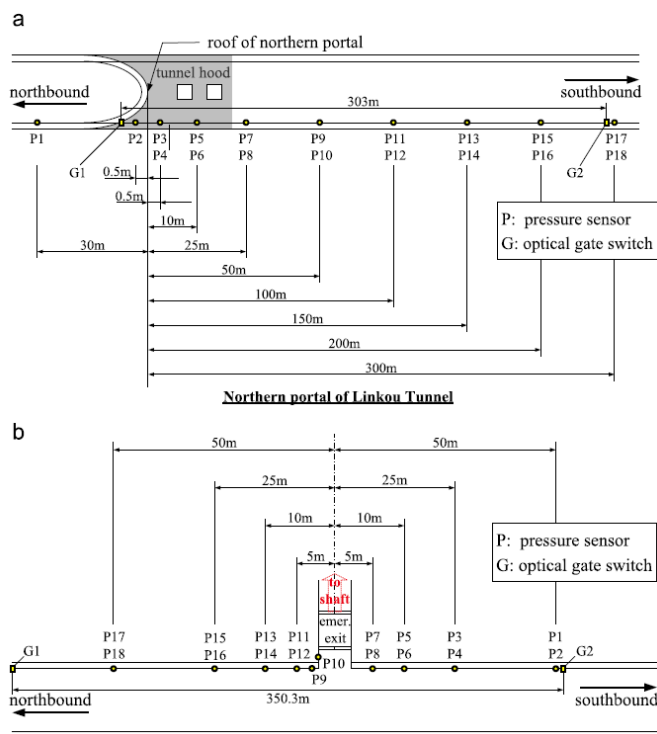 a
roof of northern portal
tunnel hood
northbound
southbound
303m
P1 P2 P3 P5 P7 P9 P11 P13 P15 P17
P4 P6 P8 P10 P12 P14 P16 P18
G1 G2
0.5m
0.5m
10m
30m 25m
50m
100m
150m
200m
300m
P: pressure sensor
G: optical gate switch
Northern portal of Linkou Tunnel
b
50m 50m
25m 25m
10m 10m
5m 5m
P: pressure sensor
G: optical gate switch
to
shaft
emer.
exit
P17 P15 P13 P11 P7 P5 P3 P1
P18 P16 P14 P12 P8 P6 P4 P2
G1 P10 G2
P9
350.3m
northbound southbound